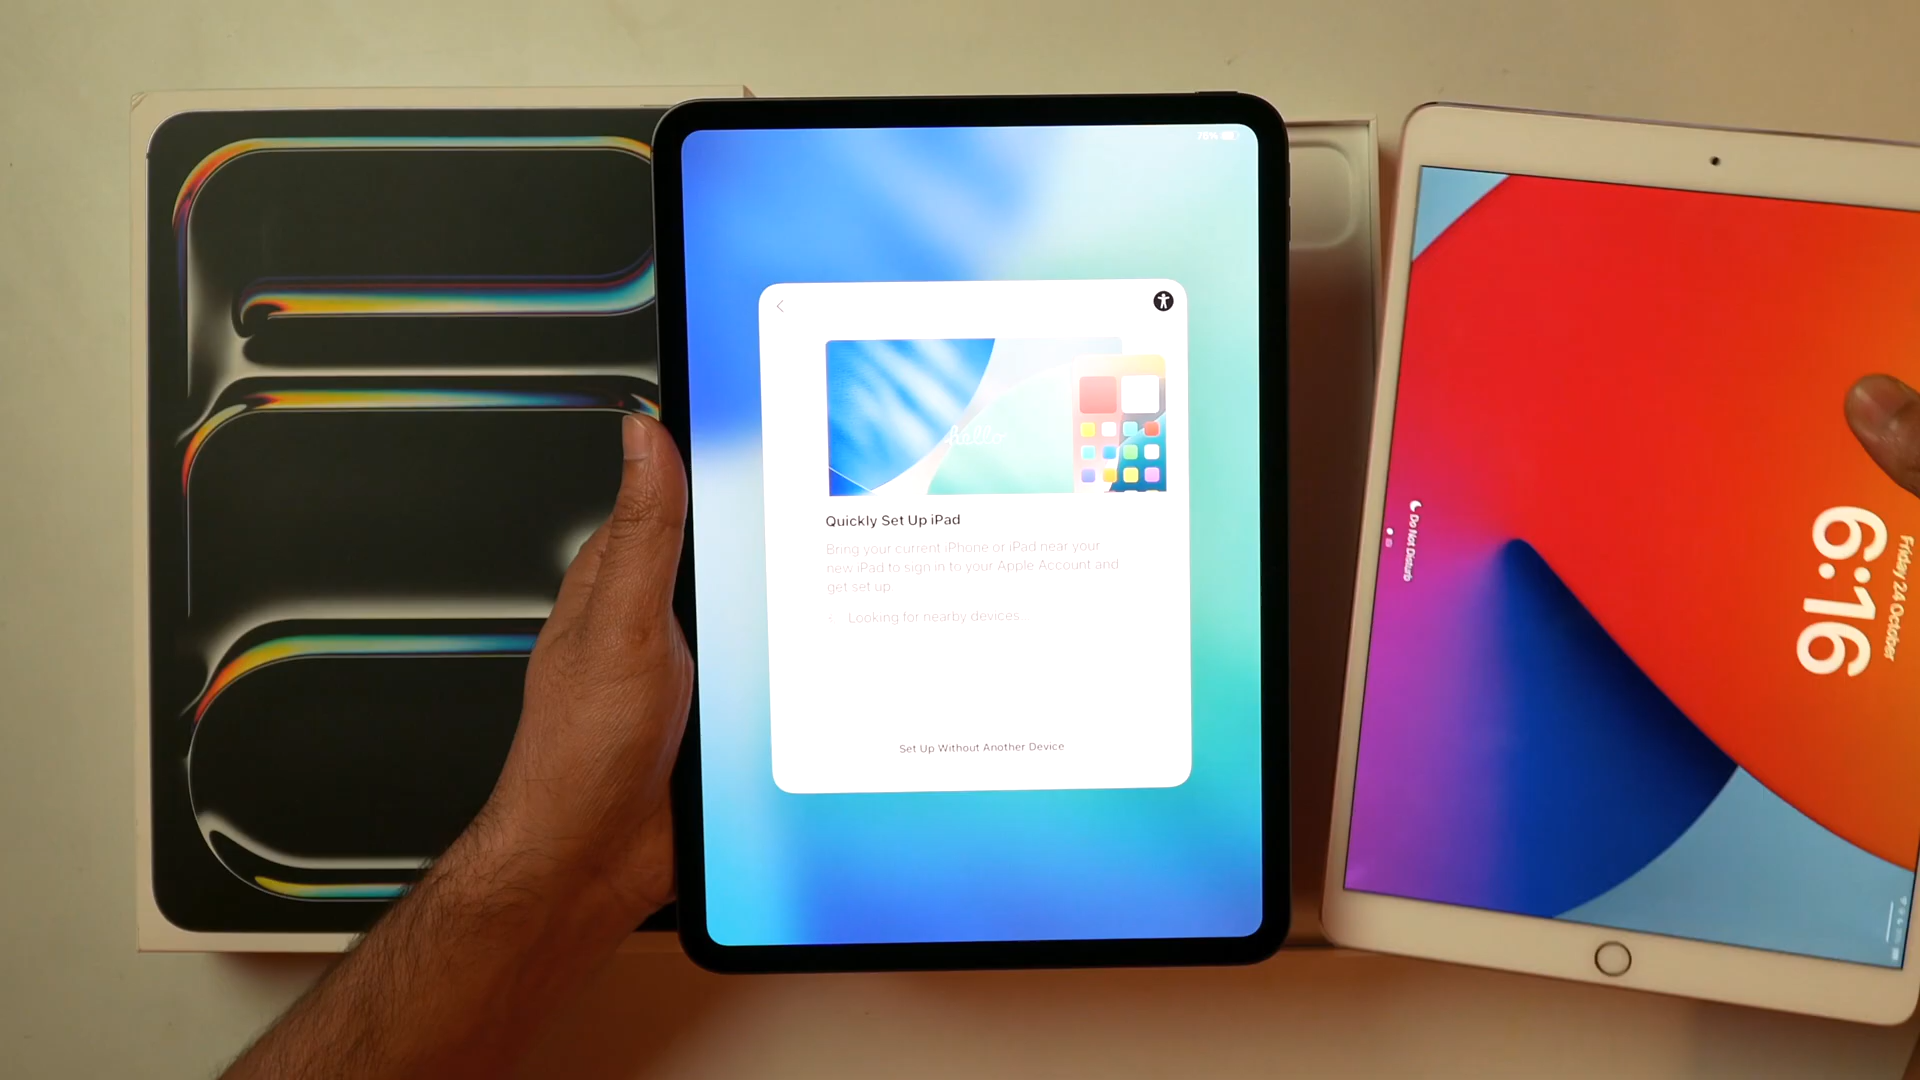 78%
hello
Quickly Set Up iPad
Bring your current iPhone or iPad near your
new iPad to sign in to your Apple Account and
get set up.
Looking for nearby devices...
Set Up Without Another Device
Friday 24 October
6:16
Do Not Disturb